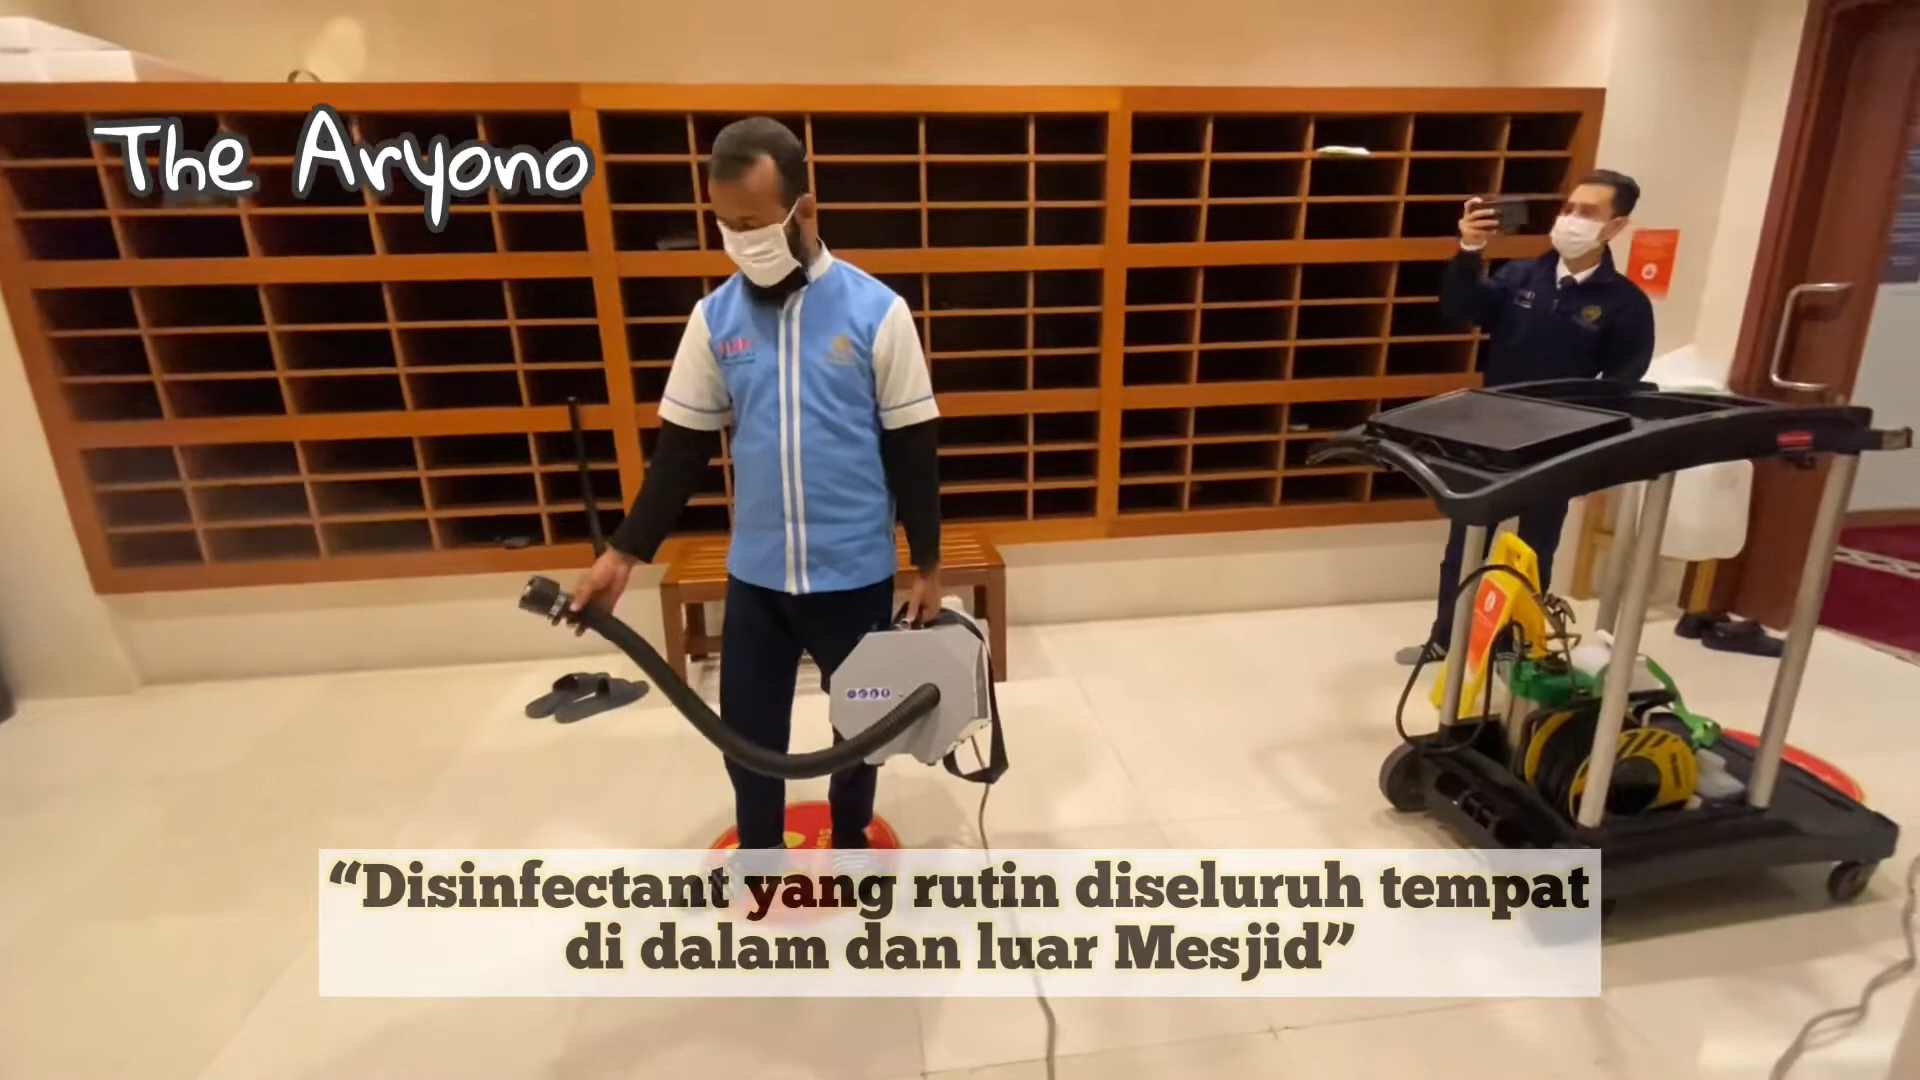 The Aryono
“Disinfectant yang rutin diseluruh tempat
di dalam dan luar Mesjid”